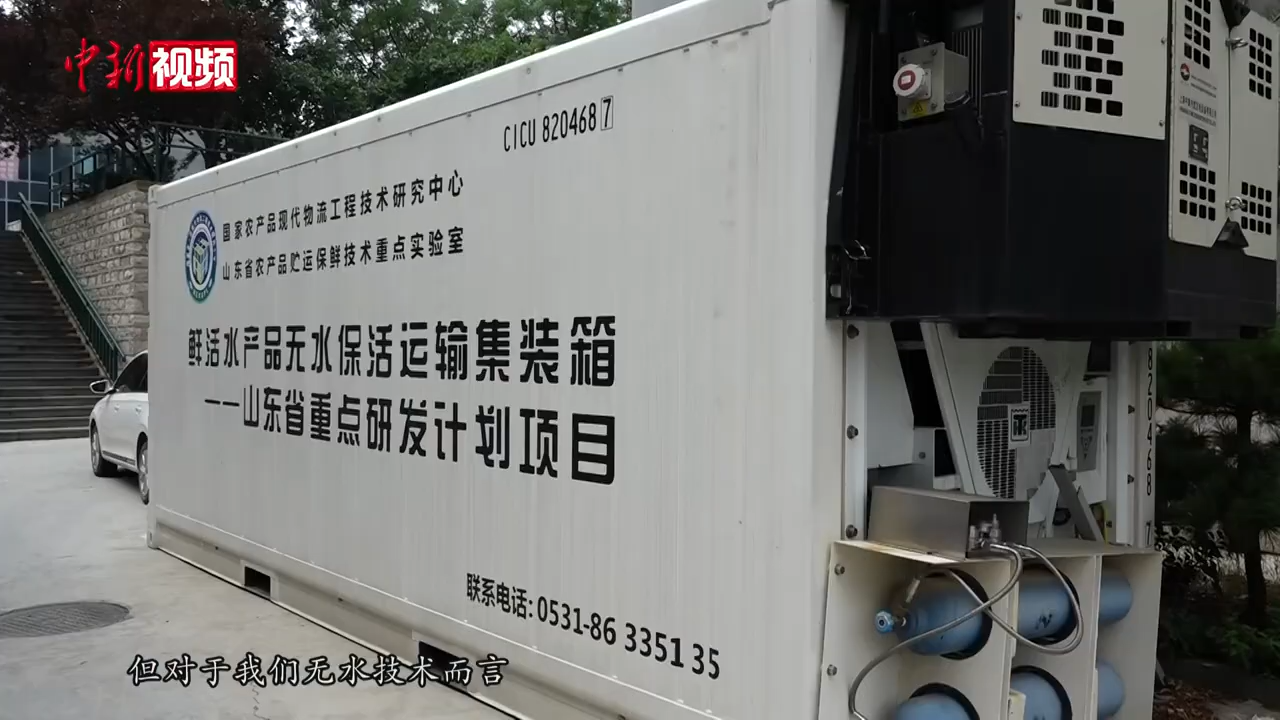 中新视频
CICU 820468 7
国家农产品现代物流工程技术研究中心
山东省农产品贮运保鲜技术重点实验室
鲜活水产品无水保活运输集装箱
——山东省重点研发计划项目
联系电话: 0531-86 3351 35
820468 7
但对于我们无水技术而言